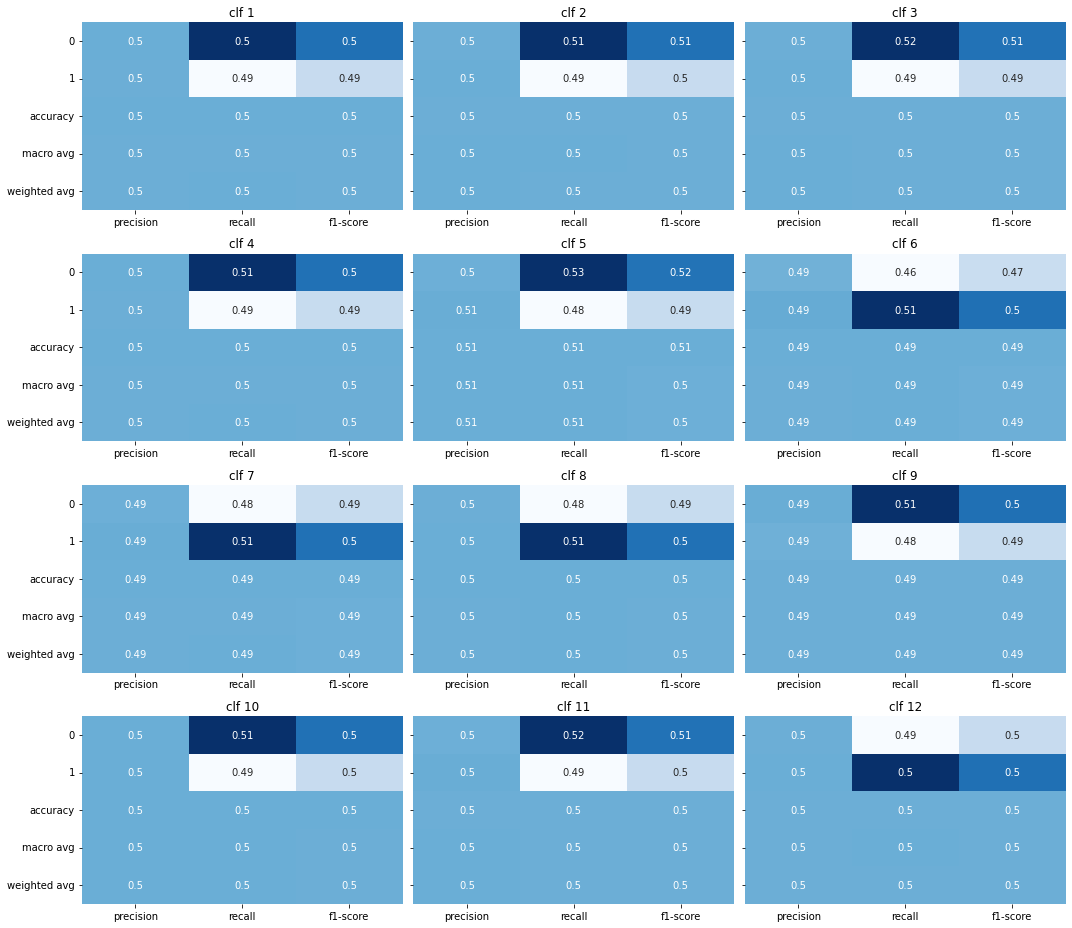 clf 1 clf 2 clf 3
0 0.5 0.5 0.5 0.5 0.51 0.51 0.5 0.52 0.51
1 0.5 0.49 0.49 0.5 0.49 0.5 0.5 0.49 0.49
accuracy 0.5 0.5 0.5 0.5 0.5 0.5 0.5 0.5 0.5
macro avg 0.5 0.5 0.5 0.5 0.5 0.5 0.5 0.5 0.5
weighted avg 0.5 0.5 0.5 0.5 0.5 0.5 0.5 0.5 0.5
precision recall f1-score precision recall f1-score precision recall f1-score
clf 4 clf 5 clf 6
0 0.5 0.51 0.5 0.5 0.53 0.52 0.49 0.46 0.47
1 0.5 0.49 0.49 0.51 0.48 0.49 0.49 0.51 0.5
accuracy 0.5 0.5 0.5 0.51 0.51 0.51 0.49 0.49 0.49
macro avg 0.5 0.5 0.5 0.51 0.51 0.5 0.49 0.49 0.49
weighted avg 0.5 0.5 0.5 0.51 0.51 0.5 0.49 0.49 0.49
precision recall f1-score precision recall f1-score precision recall f1-score
clf 7 clf 8 clf 9
0 0.49 0.48 0.49 0.5 0.48 0.49 0.49 0.51 0.5
1 0.49 0.51 0.5 0.5 0.51 0.5 0.49 0.48 0.49
accuracy 0.49 0.49 0.49 0.5 0.5 0.5 0.49 0.49 0.49
macro avg 0.49 0.49 0.49 0.5 0.5 0.5 0.49 0.49 0.49
weighted avg 0.49 0.49 0.49 0.5 0.5 0.5 0.49 0.49 0.49
precision recall f1-score precision recall f1-score precision recall f1-score
clf 10 clf 11 clf 12
0 0.5 0.51 0.5 0.5 0.52 0.51 0.5 0.49 0.5
1 0.5 0.49 0.5 0.5 0.49 0.5 0.5 0.5 0.5
accuracy 0.5 0.5 0.5 0.5 0.5 0.5 0.5 0.5 0.5
macro avg 0.5 0.5 0.5 0.5 0.5 0.5 0.5 0.5 0.5
weighted avg 0.5 0.5 0.5 0.5 0.5 0.5 0.5 0.5 0.5
precision recall f1-score precision recall f1-score precision recall f1-score